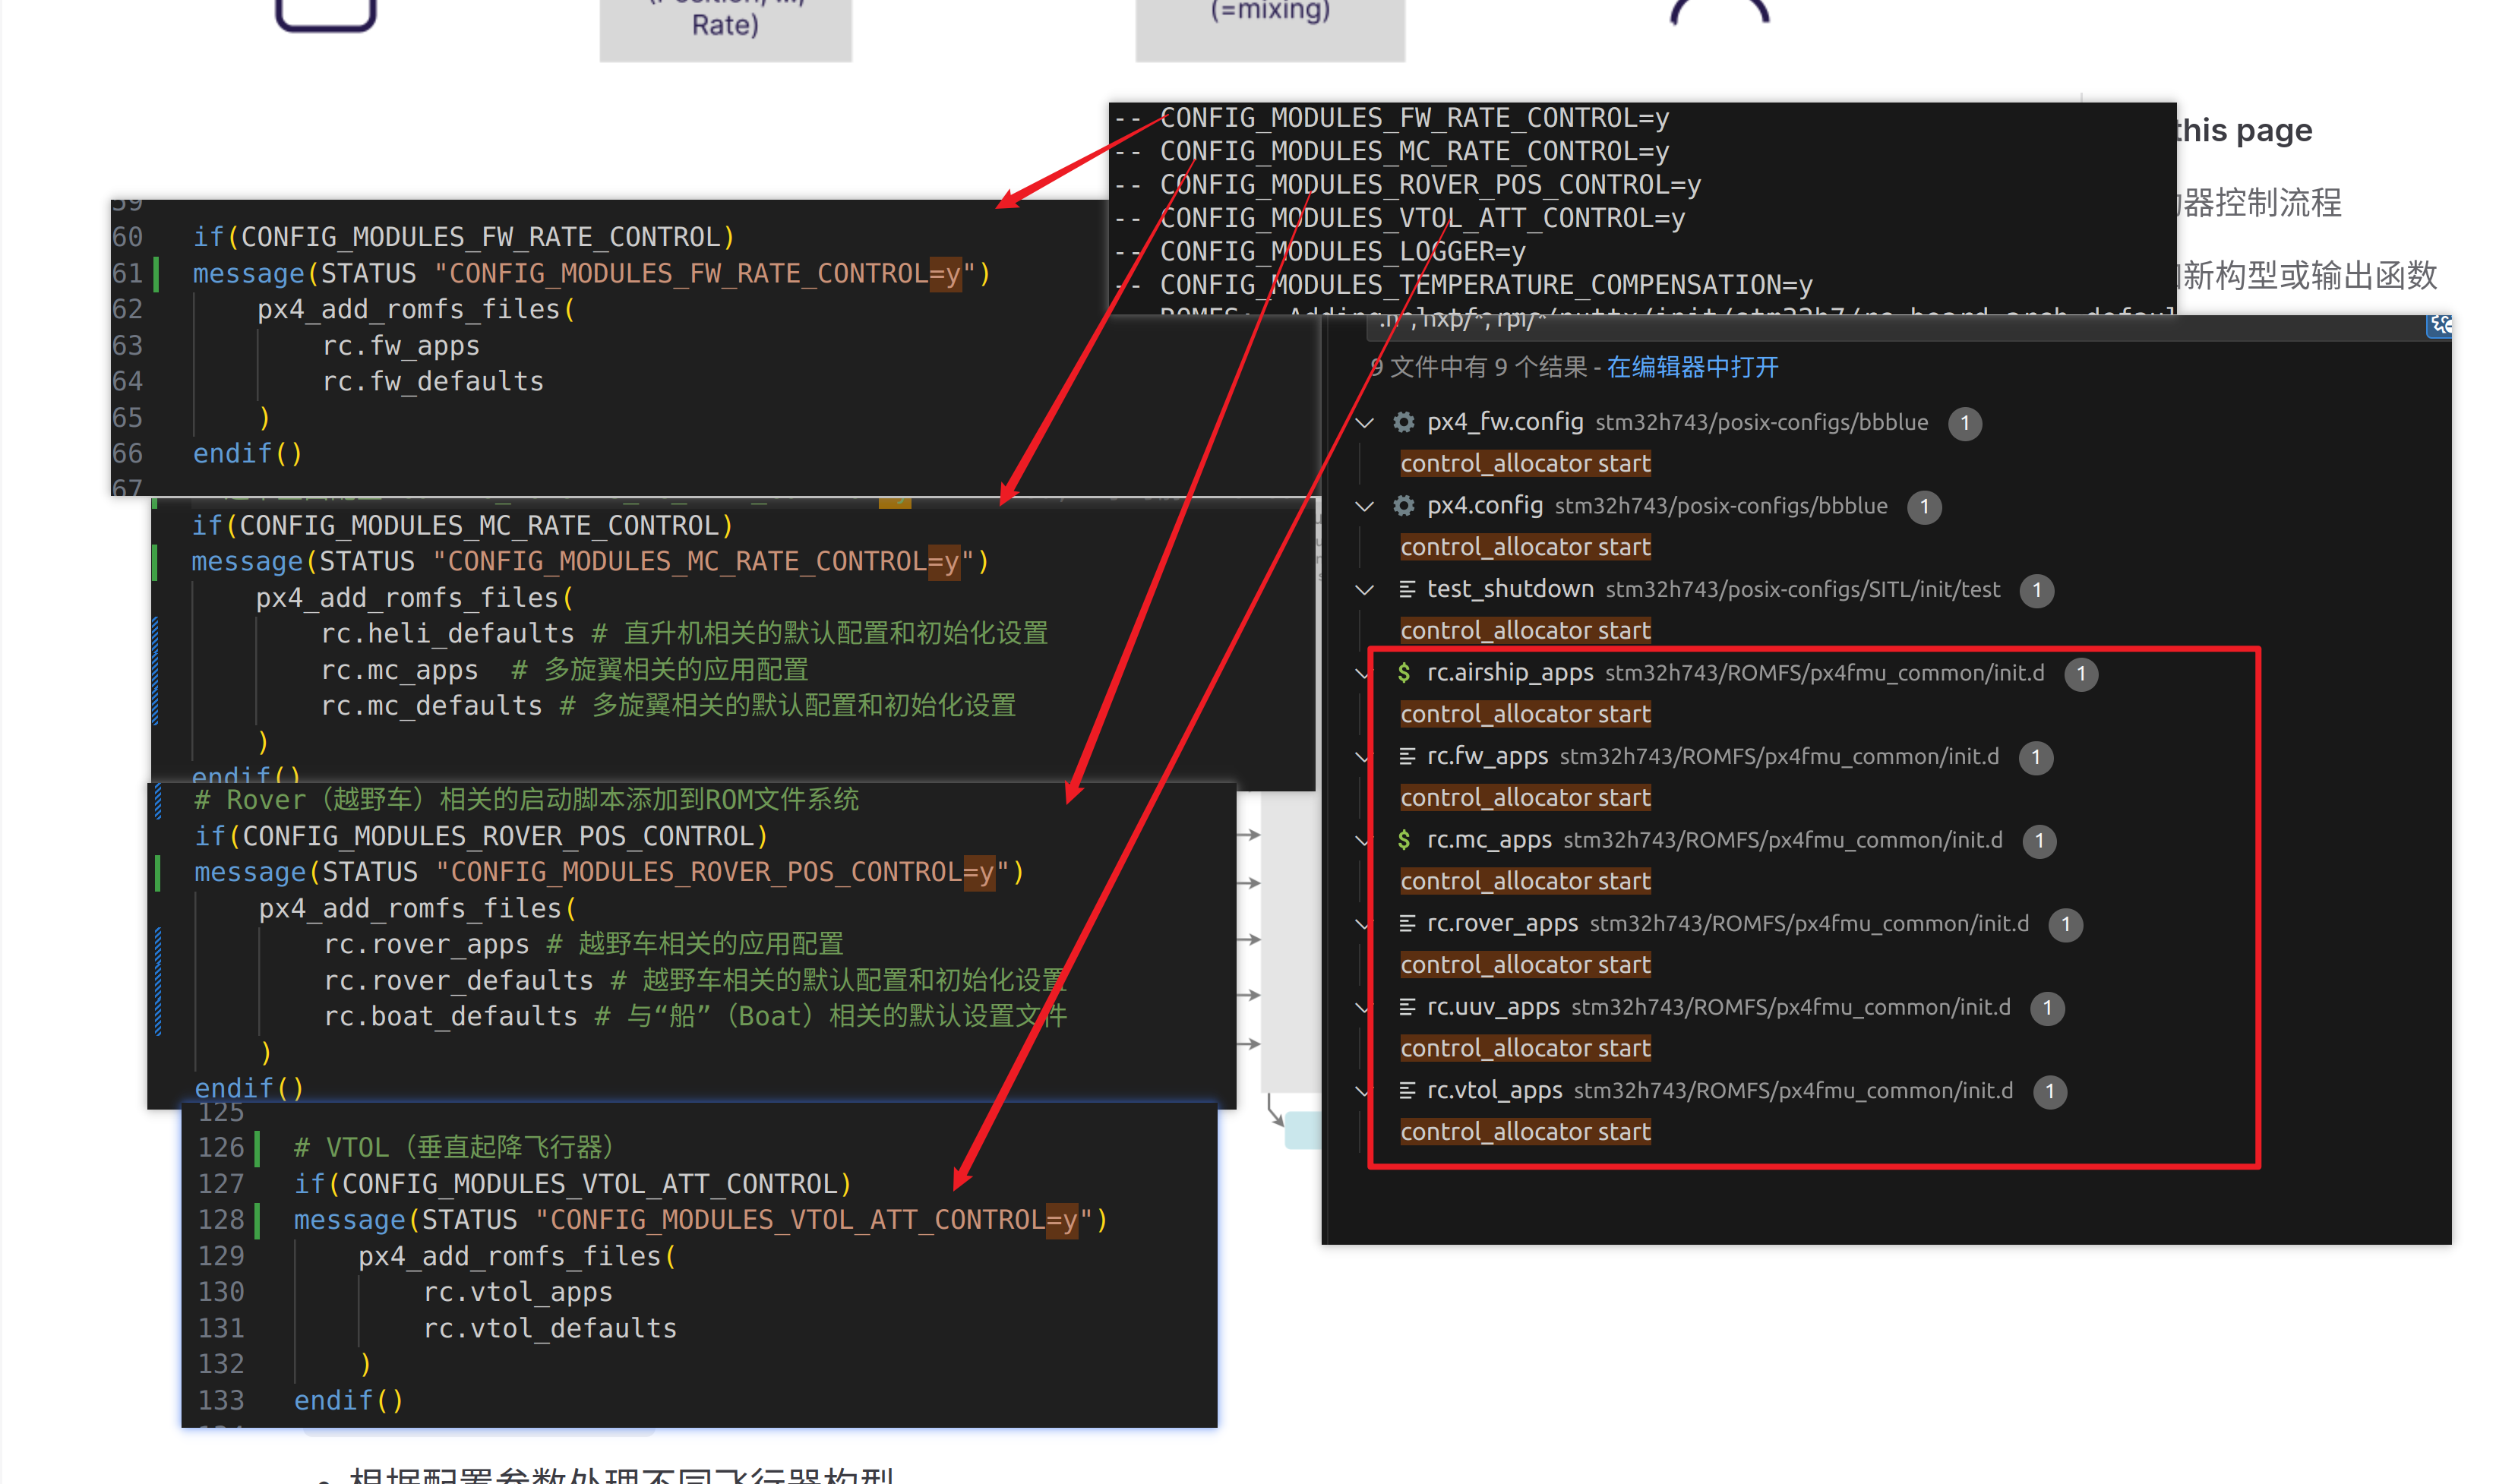 Rate)
(=mixing)
-- CONFIG_MODULES_FW_RATE_CONTROL=y
-- CONFIG_MODULES_MC_RATE_CONTROL=y
-- CONFIG_MODULES_ROVER_POS_CONTROL=y
-- CONFIG_MODULES_VTOL_ATT_CONTROL=y
-- CONFIG_MODULES_LOGGER=y
-- CONFIG_MODULES_TEMPERATURE_COMPENSATION=y
this page
器控制流程
新构型或输出函数
59
60 if(CONFIG_MODULES_FW_RATE_CONTROL)
61 message(STATUS "CONFIG_MODULES_FW_RATE_CONTROL=y")
62 px4_add_romfs_files(
63 rc.fw_apps
64 rc.fw_defaults
65 )
66 endif()
67
if(CONFIG_MODULES_MC_RATE_CONTROL)
message(STATUS "CONFIG_MODULES_MC_RATE_CONTROL=y")
px4_add_romfs_files(
rc.heli_defaults # 直升机相关的默认配置和初始化设置
rc.mc_apps # 多旋翼相关的应用配置
rc.mc_defaults # 多旋翼相关的默认配置和初始化设置
)
endif()
# Rover（越野车）相关的启动脚本添加到ROM文件系统
if(CONFIG_MODULES_ROVER_POS_CONTROL)
message(STATUS "CONFIG_MODULES_ROVER_POS_CONTROL=y")
px4_add_romfs_files(
rc.rover_apps # 越野车相关的应用配置
rc.rover_defaults # 越野车相关的默认配置和初始化设置
rc.boat_defaults # 与“船”（Boat）相关的默认设置文件
)
endif()
125
126 # VTOL（垂直起降飞行器）
127 if(CONFIG_MODULES_VTOL_ATT_CONTROL)
128 message(STATUS "CONFIG_MODULES_VTOL_ATT_CONTROL=y")
129 px4_add_romfs_files(
130 rc.vtol_apps
131 rc.vtol_defaults
132 )
133 endif()
9 文件中有 9 个结果 - 在编辑器中打开
px4_fw.config stm32h743/posix-configs/bbblue 1
control_allocator start
px4.config stm32h743/posix-configs/bbblue 1
control_allocator start
test_shutdown stm32h743/posix-configs/SITL/init/test 1
control_allocator start
$ rc.airship_apps stm32h743/ROMFS/px4fmu_common/init.d 1
control_allocator start
rc.fw_apps stm32h743/ROMFS/px4fmu_common/init.d 1
control_allocator start
$ rc.mc_apps stm32h743/ROMFS/px4fmu_common/init.d 1
control_allocator start
rc.rover_apps stm32h743/ROMFS/px4fmu_common/init.d 1
control_allocator start
rc.uuv_apps stm32h743/ROMFS/px4fmu_common/init.d 1
control_allocator start
rc.vtol_apps stm32h743/ROMFS/px4fmu_common/init.d 1
control_allocator start
根据配置参数处理不同飞行器构型